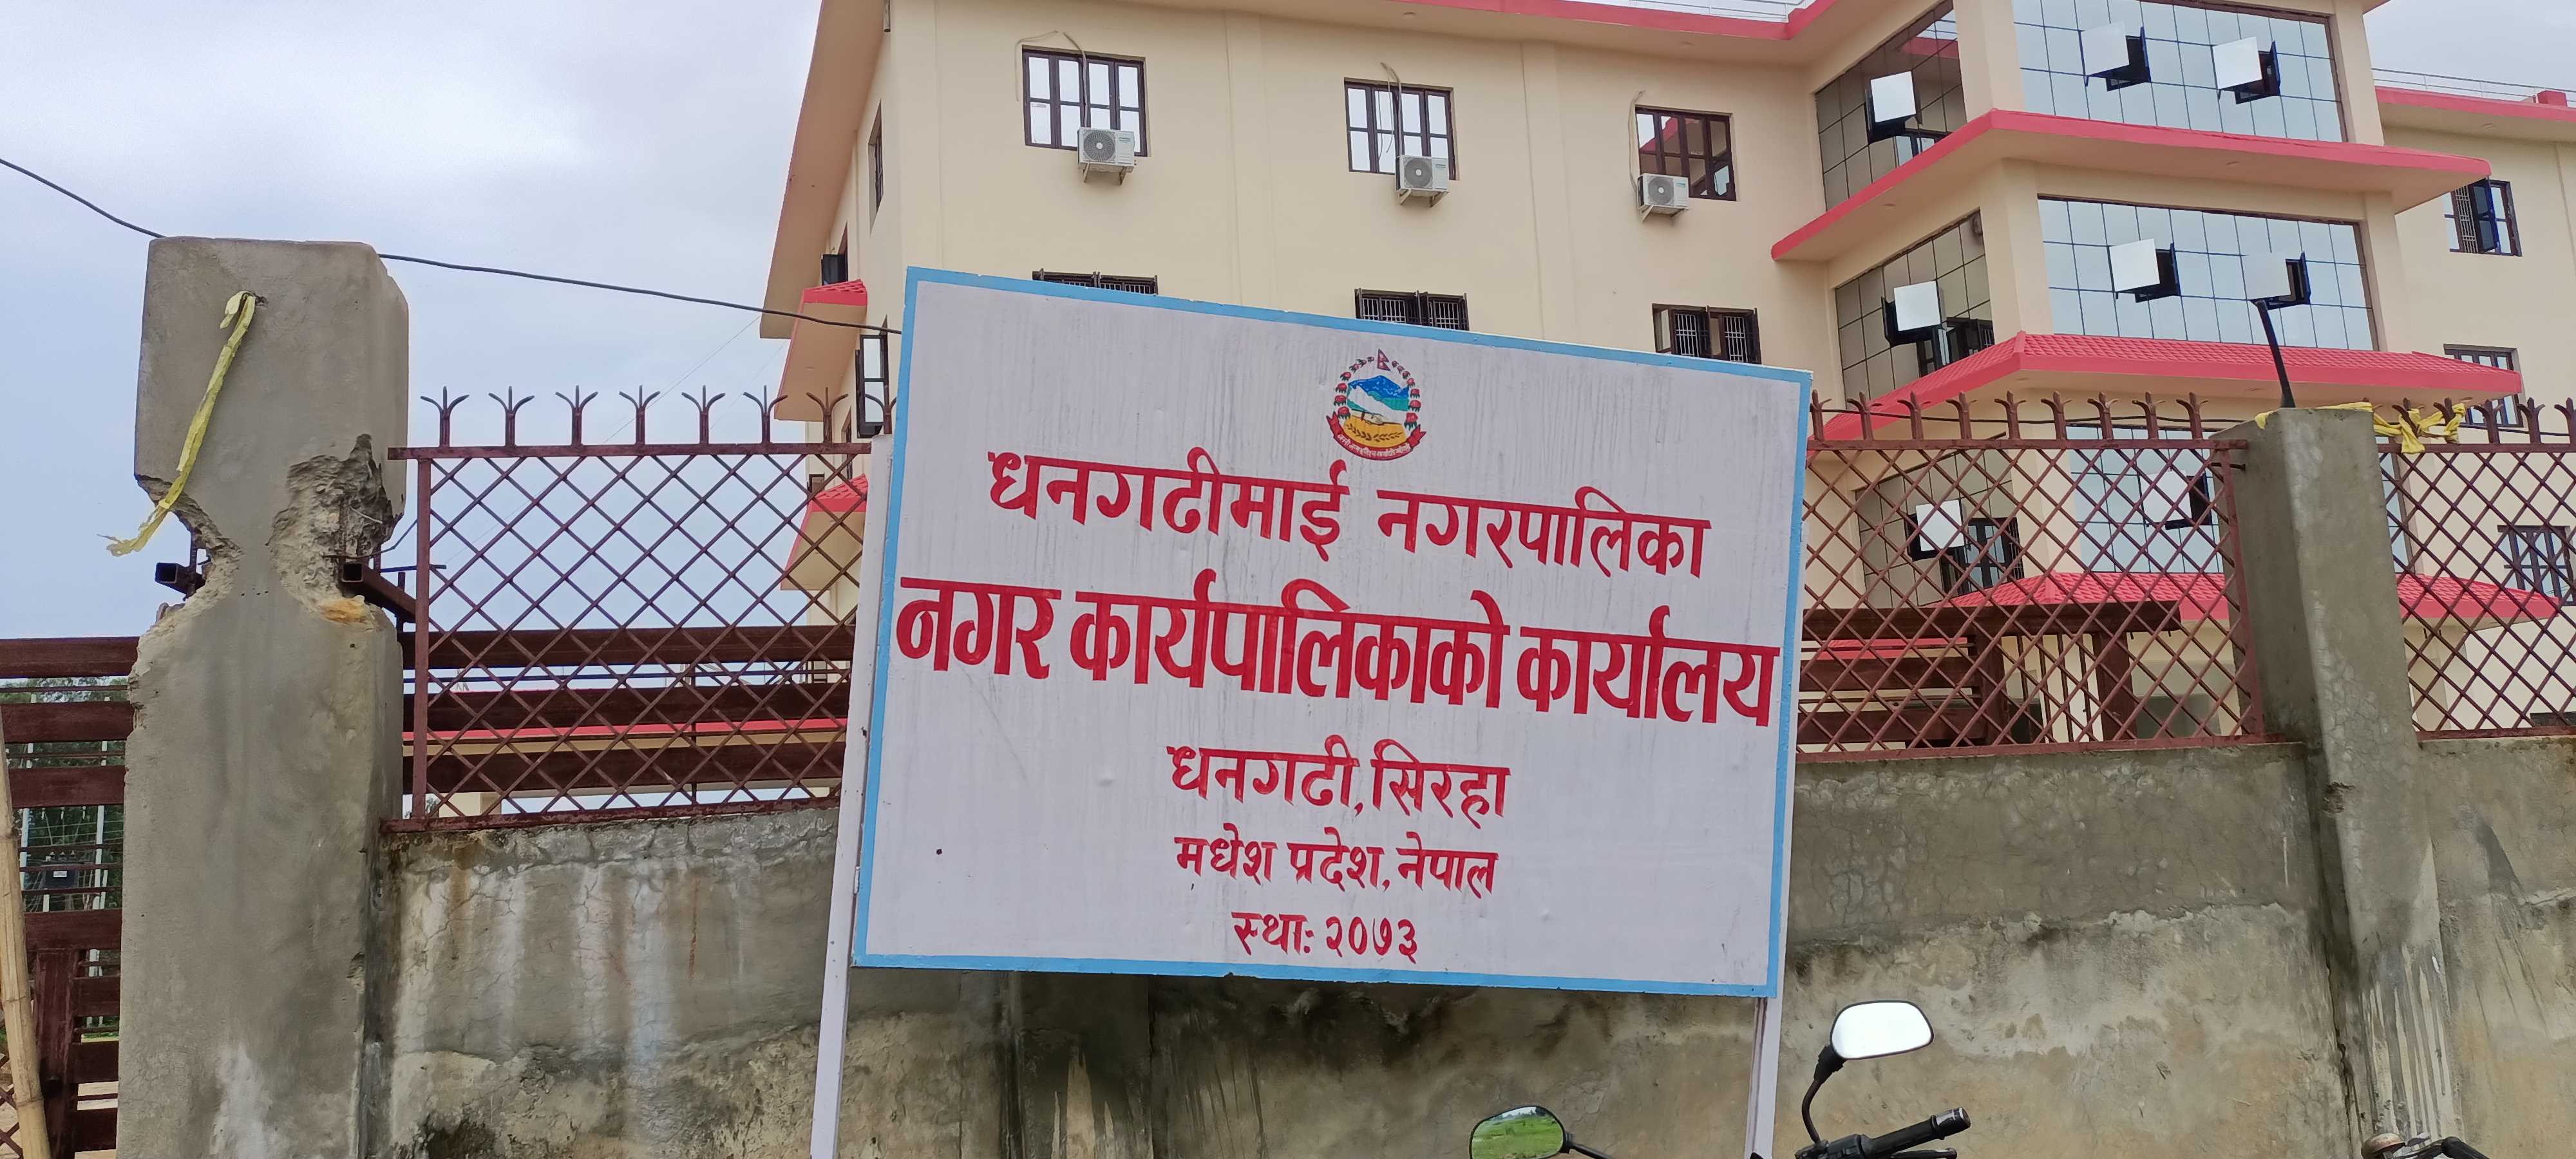 धनगढीमाई नगरपालिका
नगर कार्यपालिकाको कार्यालय
धनगढी, सिरहा
मधेश प्रदेश, नेपाल
स्था: २०७३